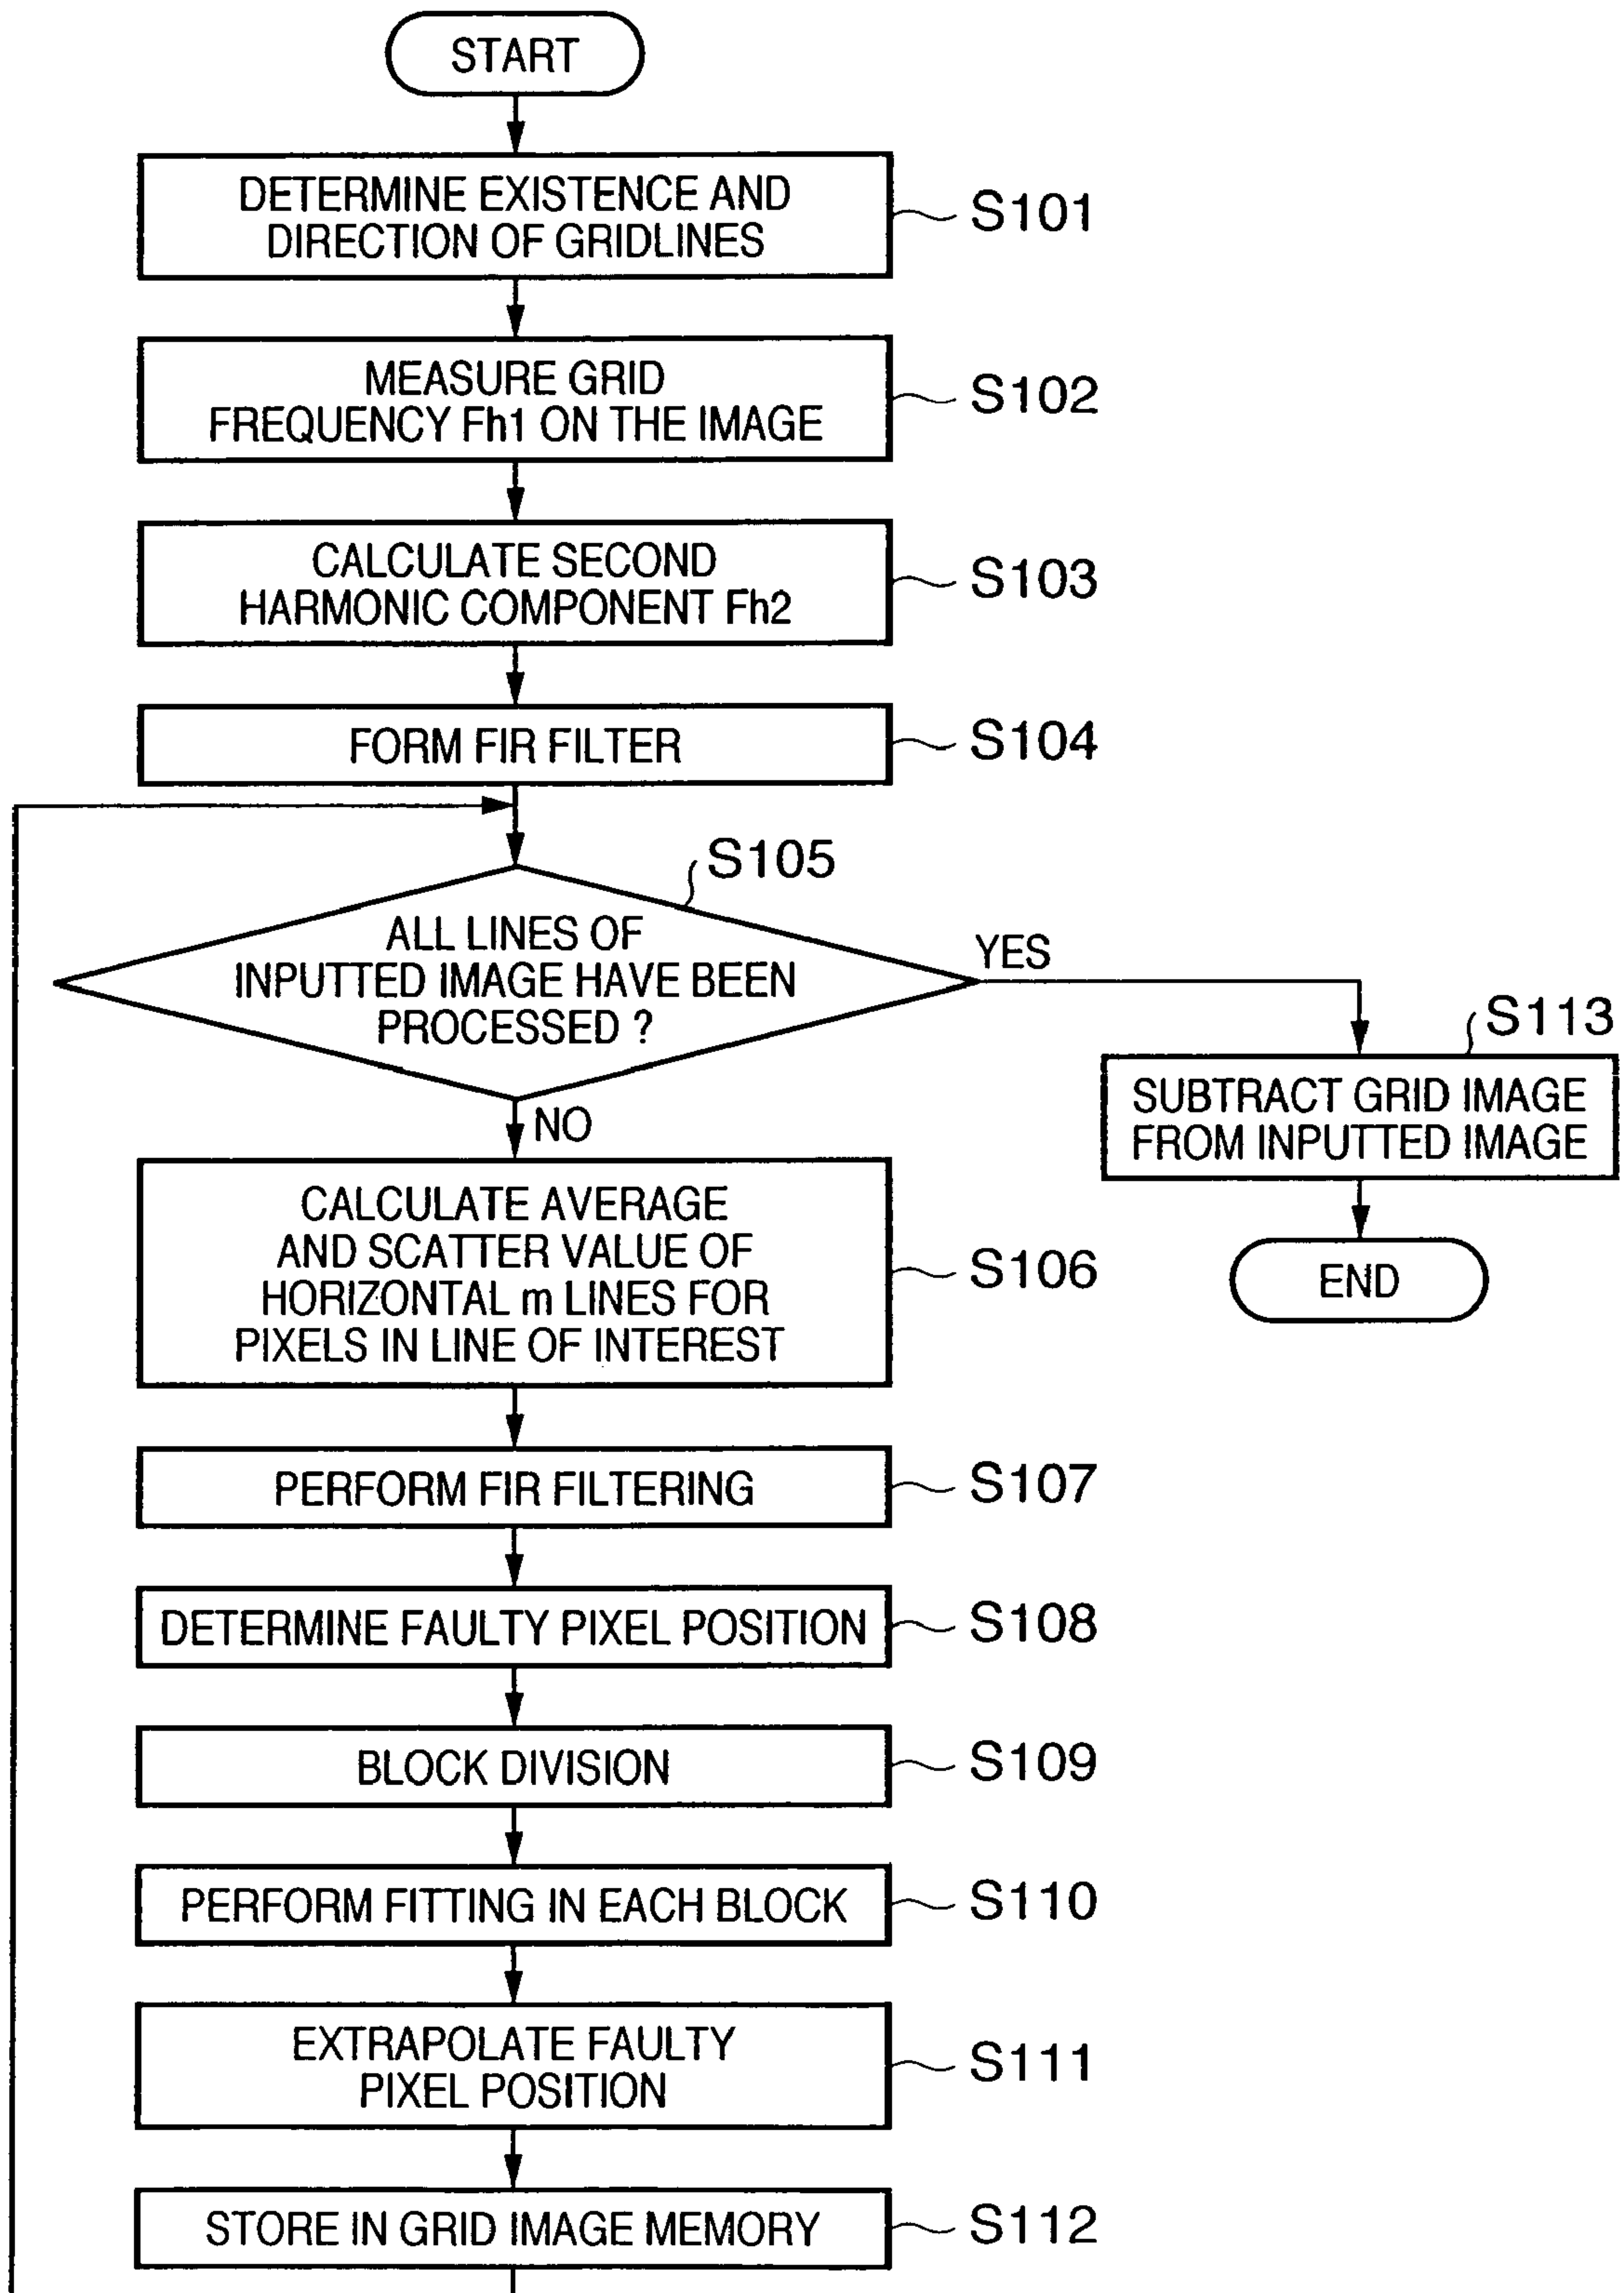 START
DETERMINE EXISTENCE AND
DIRECTION OF GRIDLINES
S101
MEASURE GRID
FREQUENCY Fh1 ON THE IMAGE
S102
CALCULATE SECOND
HARMONIC COMPONENT Fh2
S103
FORM FIR FILTER
S104
S105
ALL LINES OF
INPUTTED IMAGE HAVE BEEN
PROCESSED ?
YES
NO
S113
SUBTRACT GRID IMAGE
FROM INPUTTED IMAGE
END
CALCULATE AVERAGE
AND SCATTER VALUE OF
HORIZONTAL m LINES FOR
PIXELS IN LINE OF INTEREST
S106
PERFORM FIR FILTERING
S107
DETERMINE FAULTY PIXEL POSITION
S108
BLOCK DIVISION
S109
PERFORM FITTING IN EACH BLOCK
S110
EXTRAPOLATE FAULTY
PIXEL POSITION
S111
STORE IN GRID IMAGE MEMORY
S112